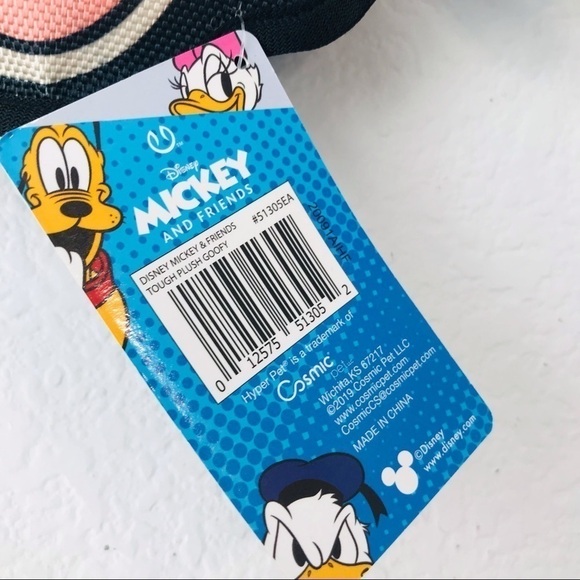 Disney
MICKEY
AND FRIENDS
DISNEY MICKEY & FRIENDS #51305EA
TOUGH PLUSH GOOFY
0 12575 51305 2
Hyper Pet is a trademark of
Cosmic
pet
Wichita, KS 67217
©2019 Cosmic Pet LLC
www.cosmicpet.com
CosmicCS@cosmicpet.com
MADE IN CHINA
©Disney
www.disney.com